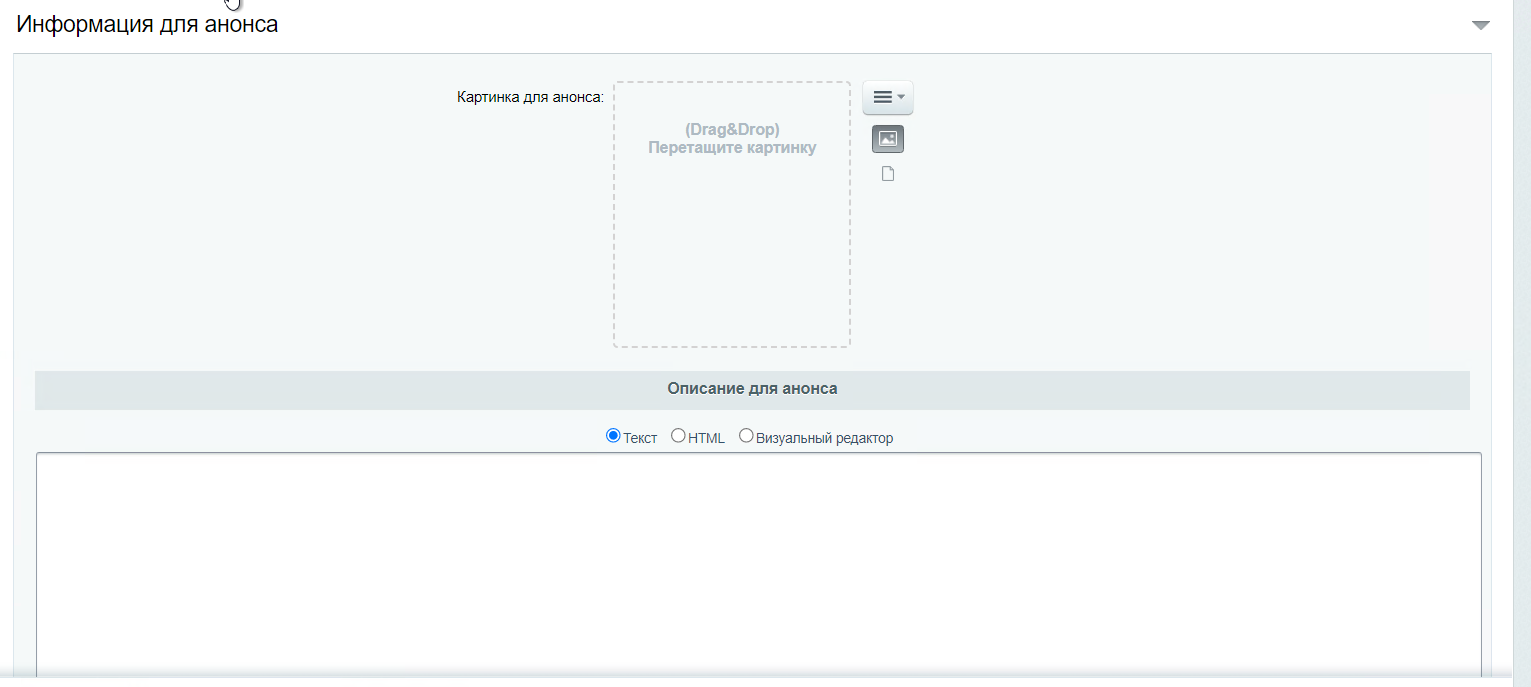 Информация для анонса
Картинка для анонса:
(Drag&Drop)
Перетащите картинку
Описание для анонса
Текст HTML Визуальный редактор